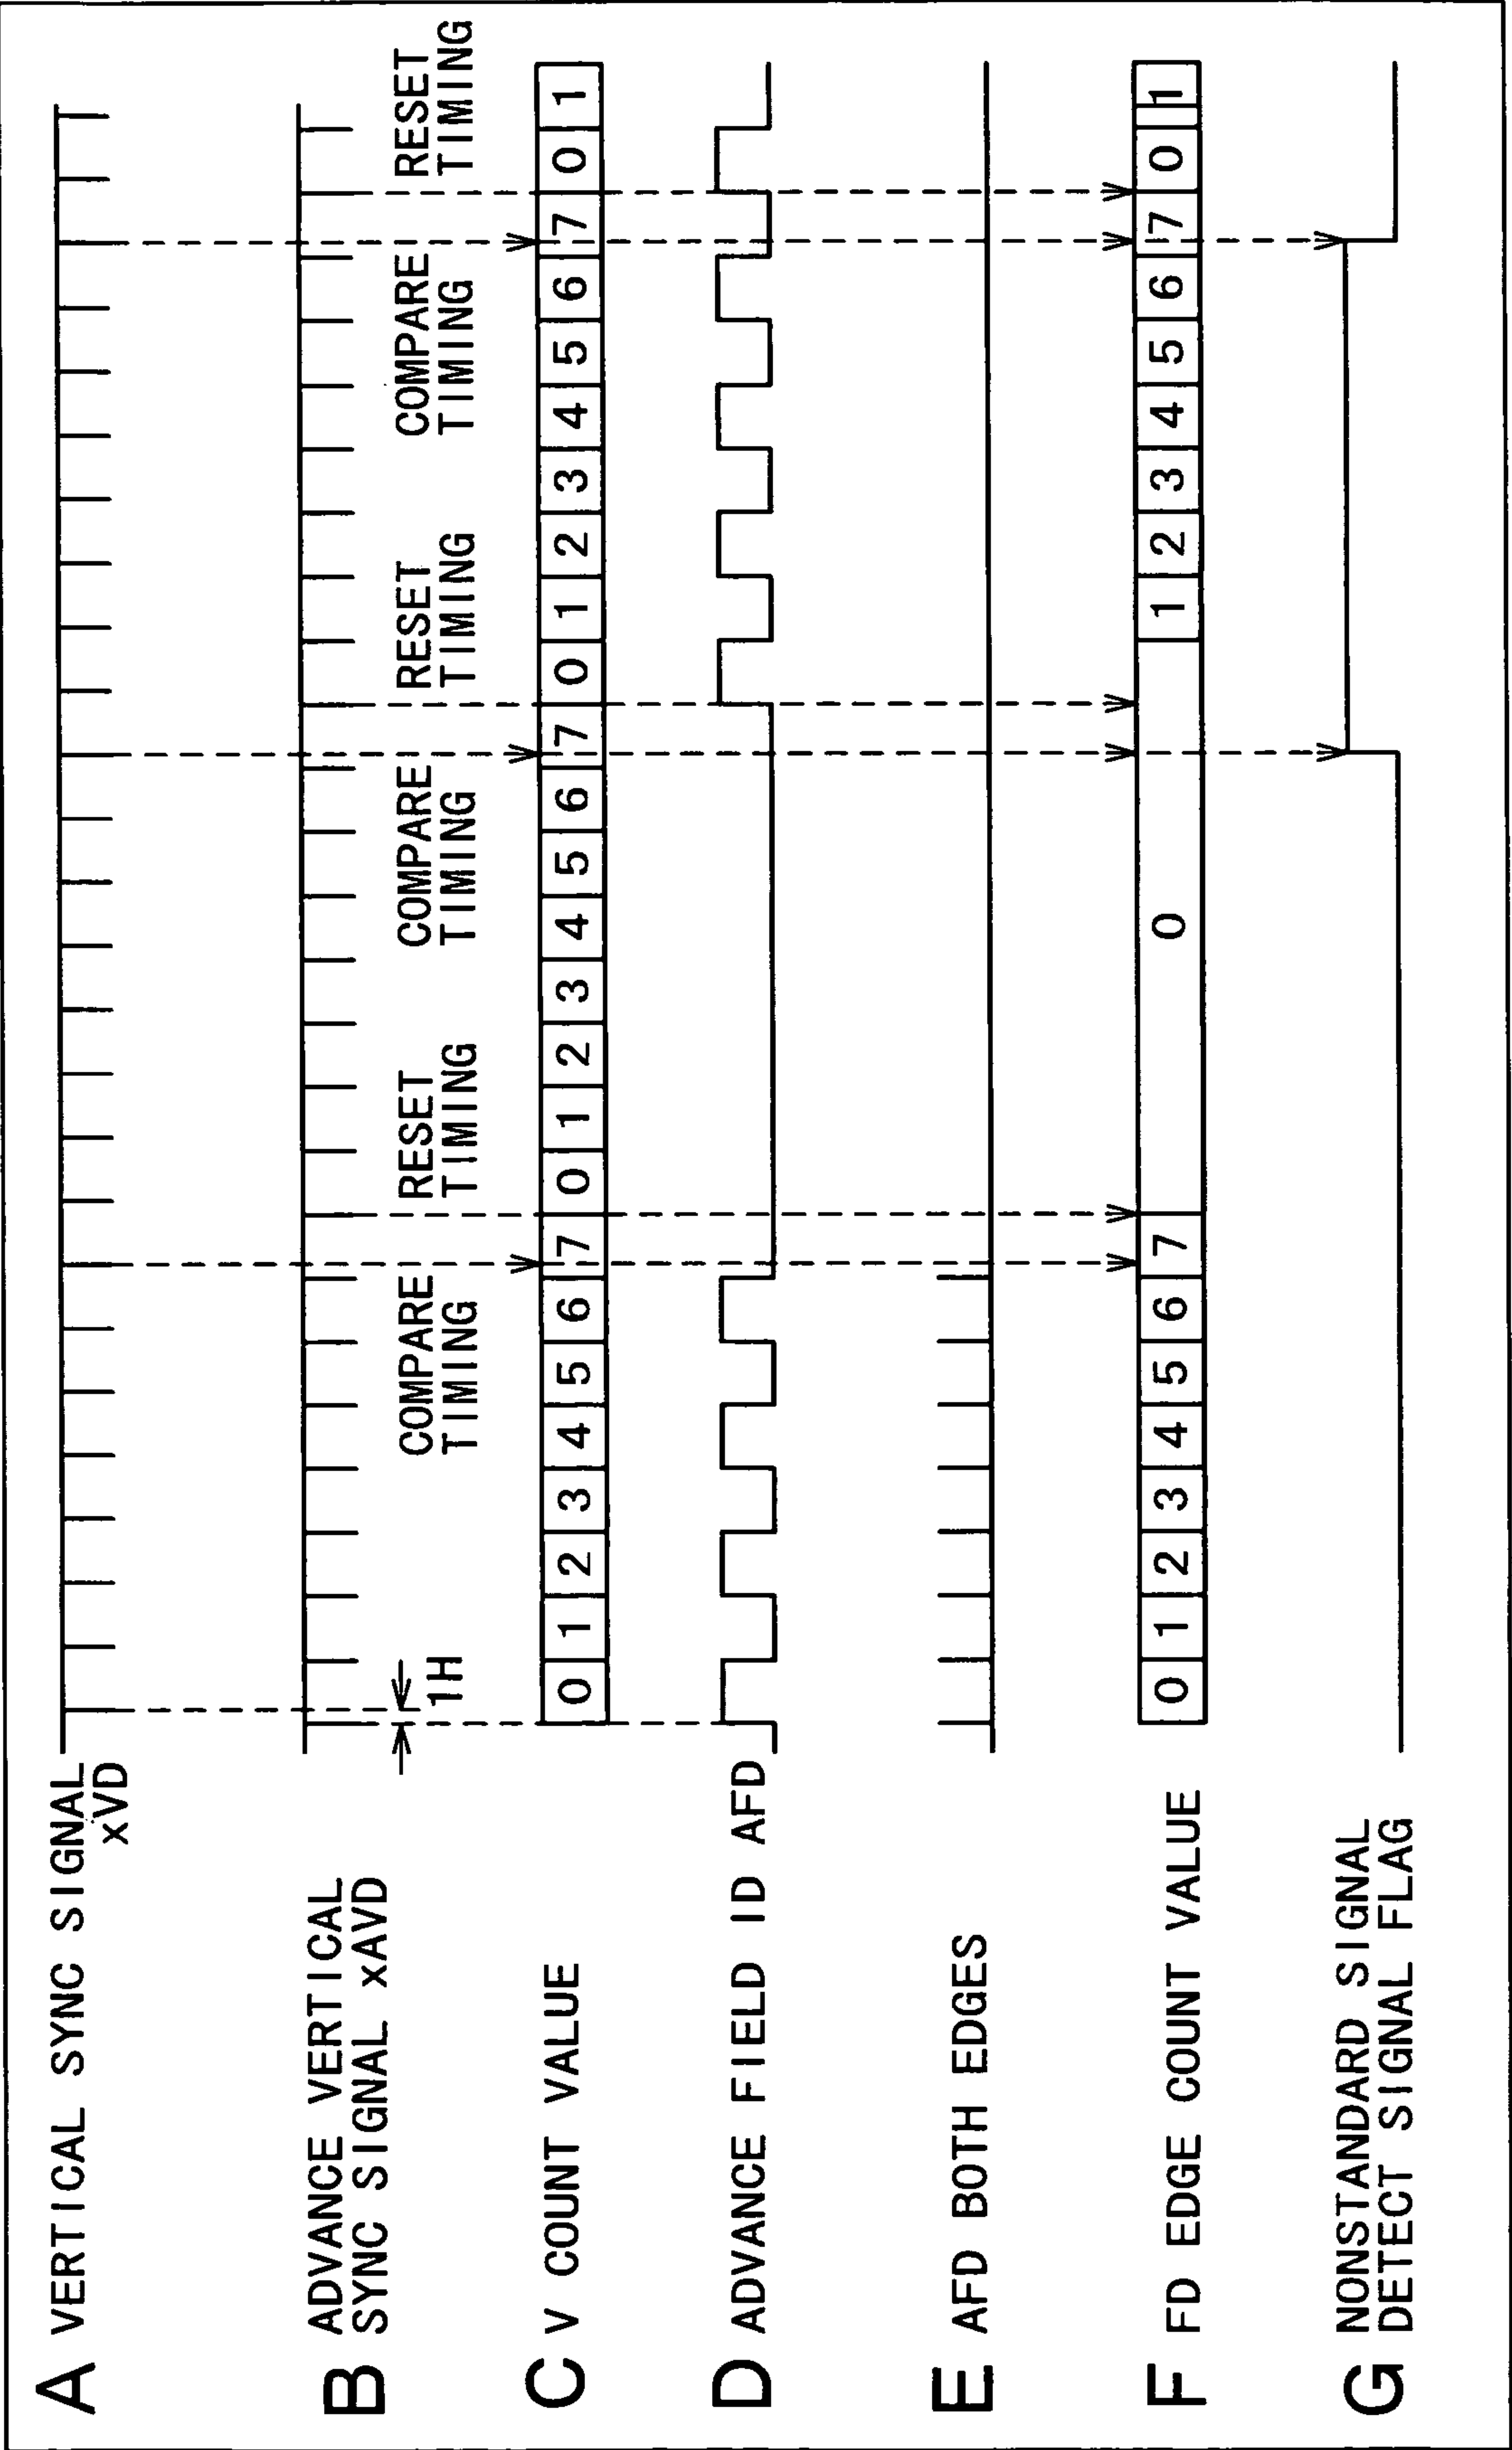 A VERTICAL SYNC SIGNAL
xVD
B ADVANCE VERTICAL
SYNC SIGNAL xAVD
1H
COMPARE
TIMING
RESET
TIMING
COMPARE
TIMING
RESET
TIMING
COMPARE
TIMING
RESET
TIMING
C V COUNT VALUE 0 1 2 3 4 5 6 7 0 1 2 3 4 5 6 7 0 1 2 3 4 5 6 7 0 1
D ADVANCE FIELD ID AFD
E AFD BOTH EDGES
F FD EDGE COUNT VALUE 0 1 2 3 4 5 6 7 0 1 2 3 4 5 6 7 0 1
G NONSTANDARD SIGNAL
DETECT SIGNAL FLAG